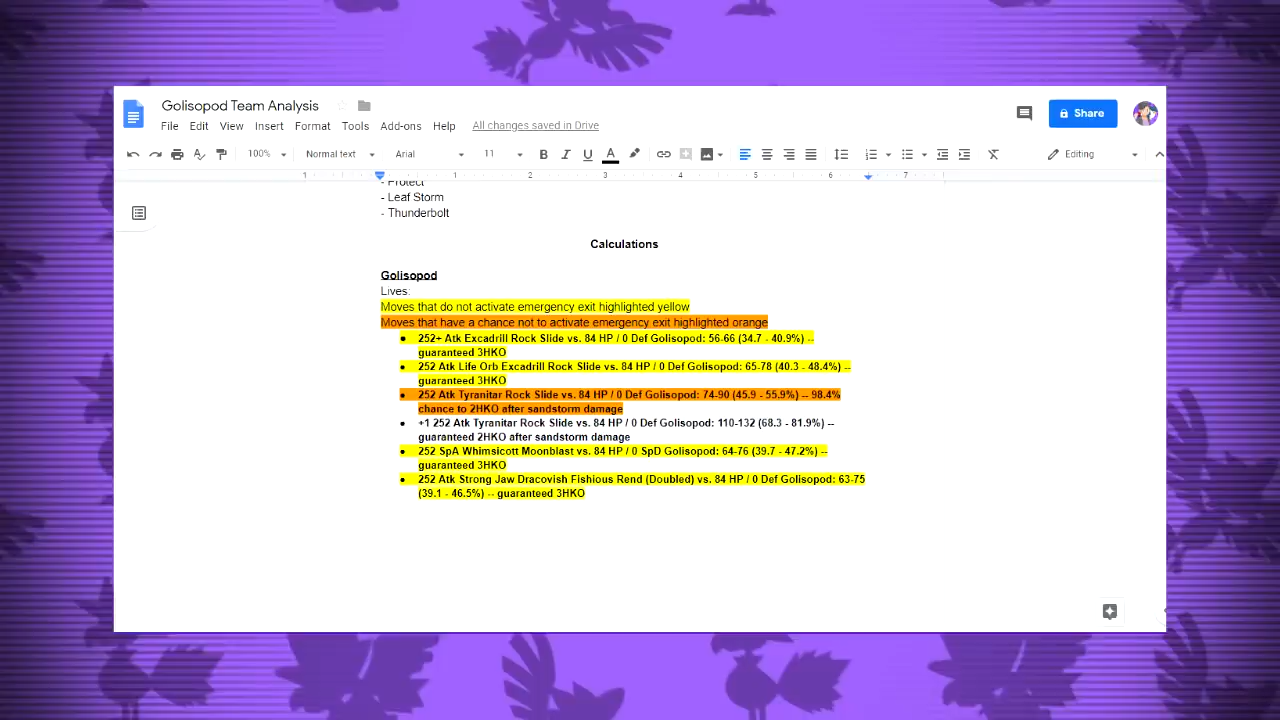 Golisopod Team Analysis
File Edit View Insert Format Tools Add-ons Help All changes saved in Drive
Share
100% Normal text Arial 11 B I U A Editing
1 1 2 3 4 5 6 7
- Protect
- Leaf Storm
- Thunderbolt
Calculations
Golisopod
Lives:
Moves that do not activate emergency exit highlighted yellow
Moves that have a chance not to activate emergency exit highlighted orange
● 252+ Atk Excadrill Rock Slide vs. 84 HP / 0 Def Golisopod: 56-66 (34.7 - 40.9%) --
guaranteed 3HKO
● 252 Atk Life Orb Excadrill Rock Slide vs. 84 HP / 0 Def Golisopod: 65-78 (40.3 - 48.4%) --
guaranteed 3HKO
● 252 Atk Tyranitar Rock Slide vs. 84 HP / 0 Def Golisopod: 74-90 (45.9 - 55.9%) -- 98.4%
chance to 2HKO after sandstorm damage
● +1 252 Atk Tyranitar Rock Slide vs. 84 HP / 0 Def Golisopod: 110-132 (68.3 - 81.9%) --
guaranteed 2HKO after sandstorm damage
● 252 SpA Whimsicott Moonblast vs. 84 HP / 0 SpD Golisopod: 64-76 (39.7 - 47.2%) --
guaranteed 3HKO
● 252 Atk Strong Jaw Dracovish Fishious Rend (Doubled) vs. 84 HP / 0 Def Golisopod: 63-75
(39.1 - 46.5%) -- guaranteed 3HKO